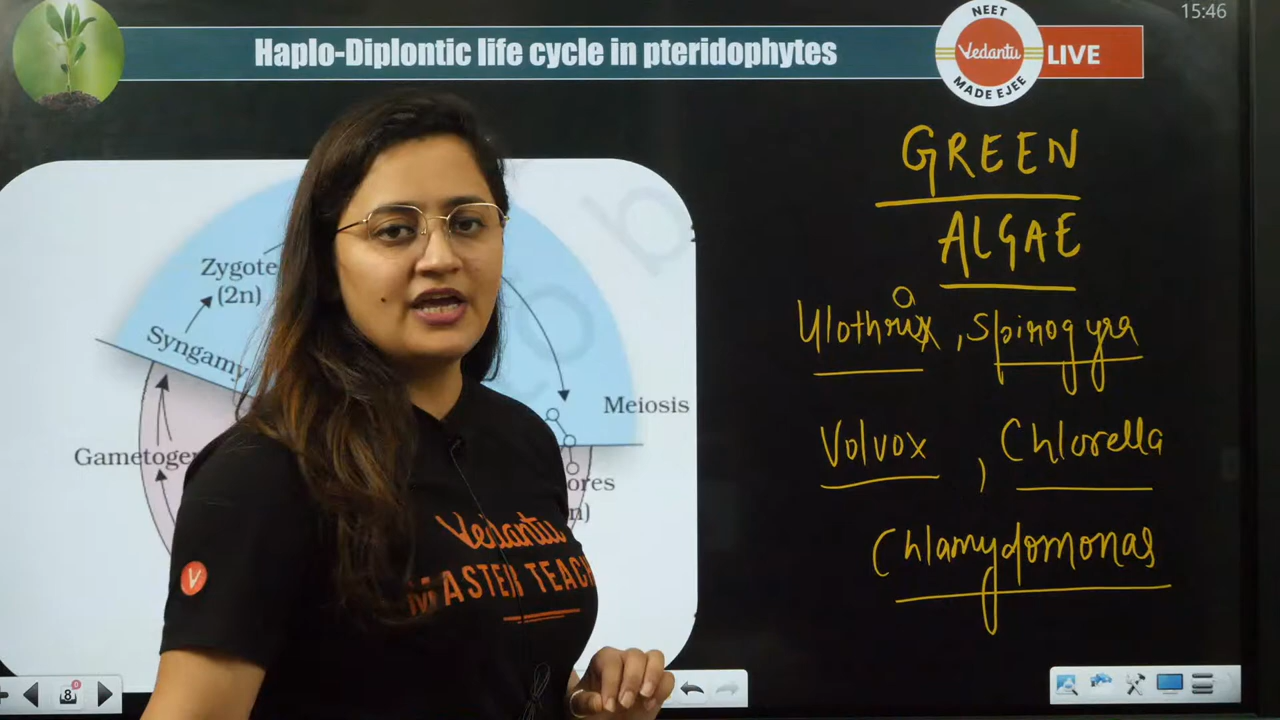 15:46
Haplo-Diplontic life cycle in pteridophytes
NEET
Vedantu
MADE EJEE
LIVE
GREEN
ALGAE
Ulothrix, Spirogyra
Volvox, Chlorella
Chlamydomonas
Zygote
(2n)
Syngamy
Meiosis
Gametogen
ores
n)
Vedantu
MASTER TEACH
V
8
0